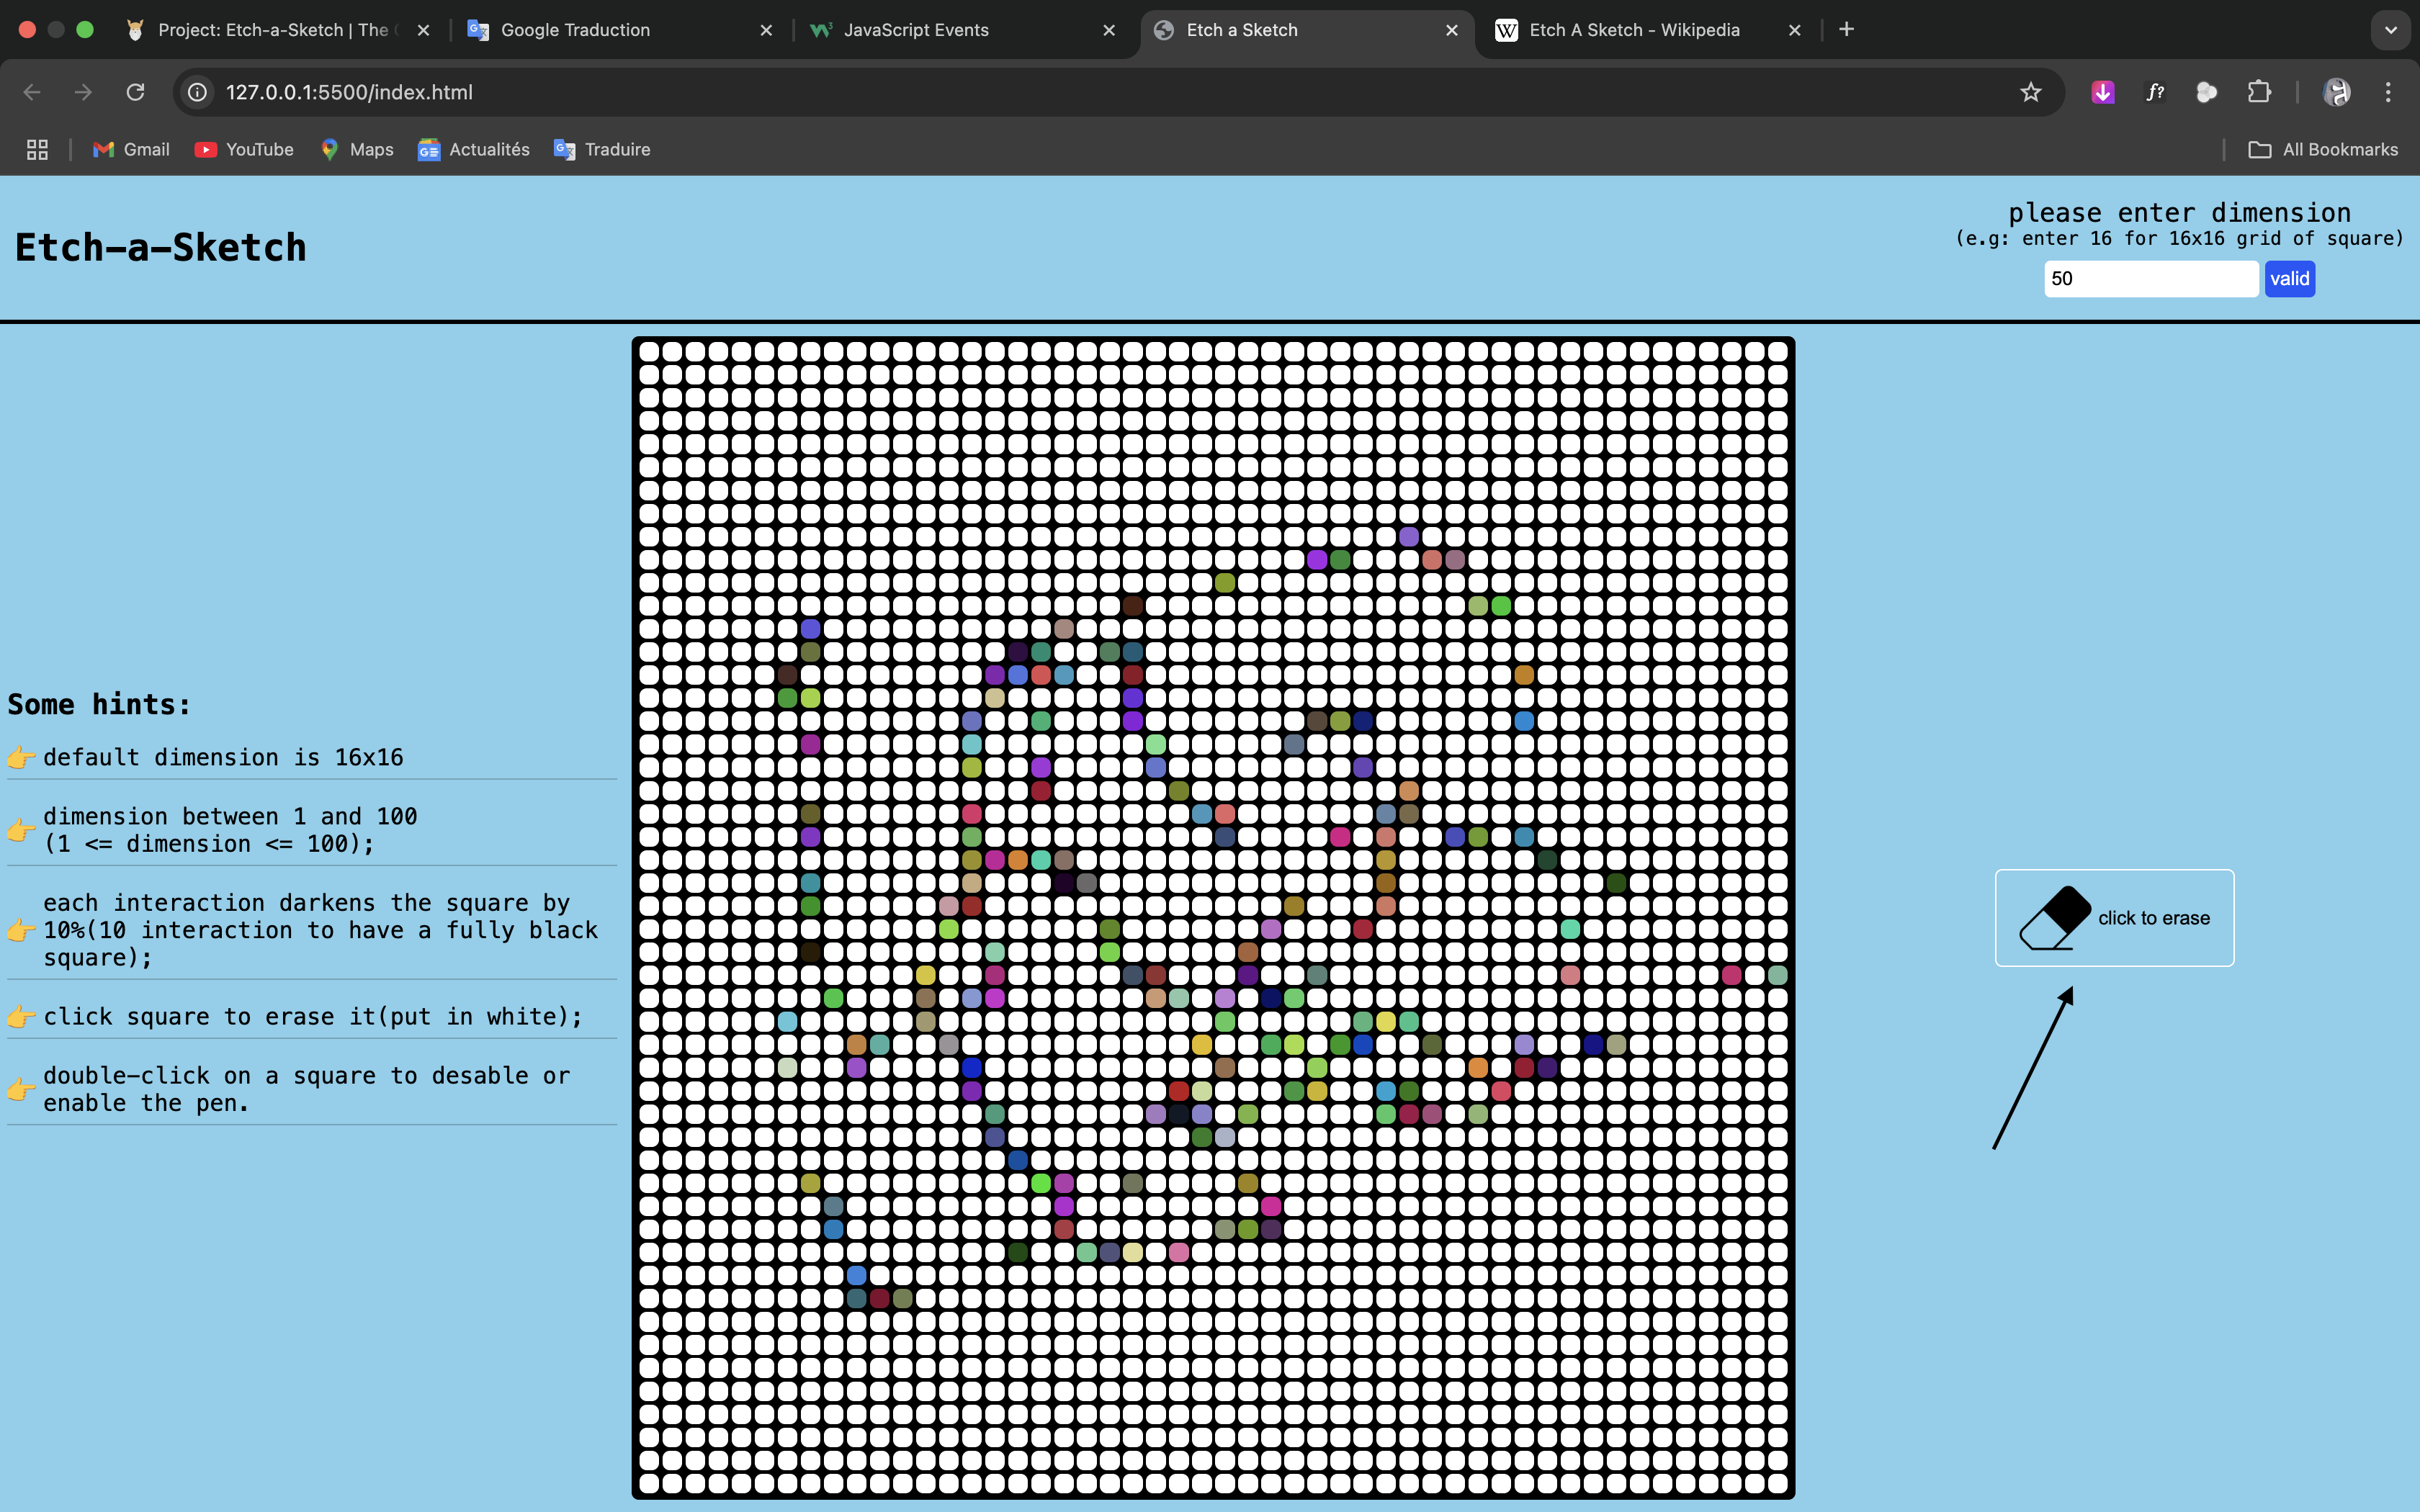 Project: Etch-a-Sketch | The
Google Traduction
JavaScript Events
Etch a Sketch
Etch A Sketch - Wikipedia
127.0.0.1:5500/index.html
f?
Gmail
YouTube
Maps
Actualités
Traduire
All Bookmarks
Etch-a-Sketch
please enter dimension
(e.g: enter 16 for 16x16 grid of square)
50
valid
Some hints:
👉 default dimension is 16x16
👉 dimension between 1 and 100
(1 <= dimension <= 100);
👉 each interaction darkens the square by
10%(10 interaction to have a fully black
square);
👉 click square to erase it(put in white);
👉 double-click on a square to desable or
enable the pen.
click to erase